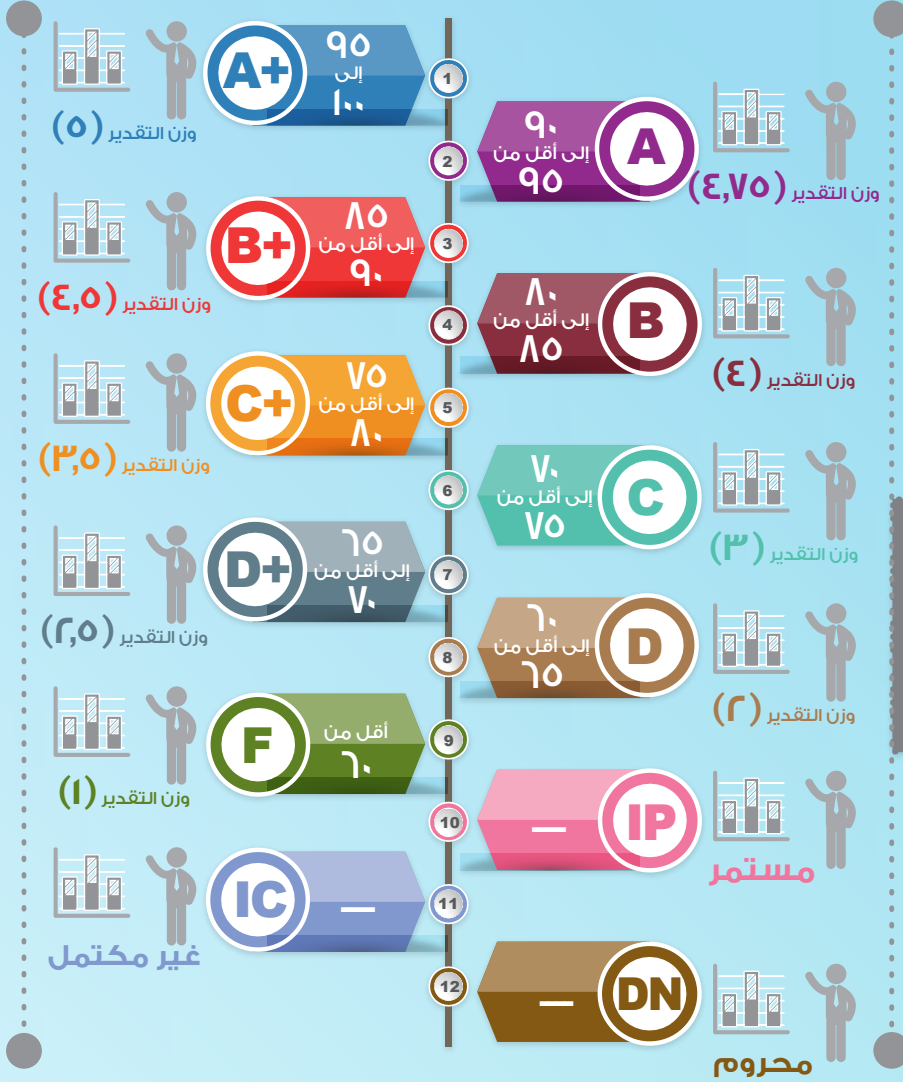 A+
٩٥
إلى
١٠٠
وزن التقدير (٥)
1
A
٩٠
إلى أقل من
٩٥
وزن التقدير (٤,٧٥)
2
B+
٨٥
إلى أقل من
٩٠
وزن التقدير (٤,٥)
3
B
٨٠
إلى أقل من
٨٥
وزن التقدير (٤)
4
C+
٧٥
إلى أقل من
٨٠
وزن التقدير (٣,٥)
5
C
٧٠
إلى أقل من
٧٥
وزن التقدير (٣)
6
D+
٦٥
إلى أقل من
٧٠
وزن التقدير (٢,٥)
7
D
٦٠
إلى أقل من
٦٥
وزن التقدير (٢)
8
F
أقل من
٦٠
وزن التقدير (١)
9
IP
—
مستمر
10
IC
—
غير مكتمل
11
DN
—
محروم
12